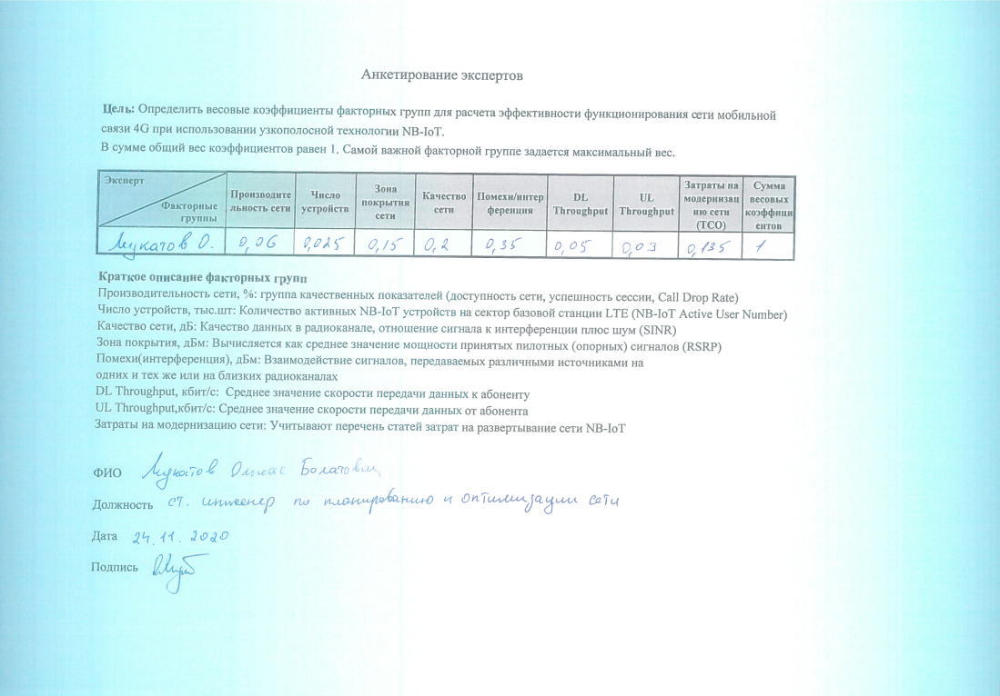 Анкетирование экспертов
Цель: Определить весовые коэффициенты факторных групп для расчета эффективности функционирования сети мобильной
связи 4G при использовании узкополосной технологии NB-IoT.
В сумме общий вес коэффициентов равен 1. Самой важной факторной группе задается максимальный вес.
Эксперт
Факторные
группы
Производите
льность сети
Число
устройств
Зона
покрытия
сети
Качество
сети
Помехи/интер
ференция
DL
Throughput
UL
Throughput
Затраты на
модернизац
ию сети
(TCO)
Сумма
весовых
коэффици
ентов
Мукатов О. 0,06 0,025 0,15 0,2 0,35 0,05 0,03 0,135 1
Краткое описание факторных групп
Производительность сети, %: группа качественных показателей (доступность сети, успешность сессии, Call Drop Rate)
Число устройств, тыс.шт: Количество активных NB-IoT устройств на сектор базовой станции LTE (NB-IoT Active User Number)
Качество сети, дБ: Качество данных в радиоканале, отношение сигнала к интерференции плюс шум (SINR)
Зона покрытия, дБм: Вычисляется как среднее значение мощности принятых пилотных (опорных) сигналов (RSRP)
Помехи(интерференция), дБм: Взаимодействие сигналов, передаваемых различными источниками на
одних и тех же или на близких радиоканалах
DL Throughput, кбит/с: Среднее значение скорости передачи данных к абоненту
UL Throughput,кбит/с: Среднее значение скорости передачи данных от абонента
Затраты на модернизацию сети: Учитывают перечень статей затрат на развертывание сети NB-IoT
ФИО Мукатов Олжас Болатович
Должность ст. инженер по планированию и оптимизации сети
Дата 24.11.2020
Подпись